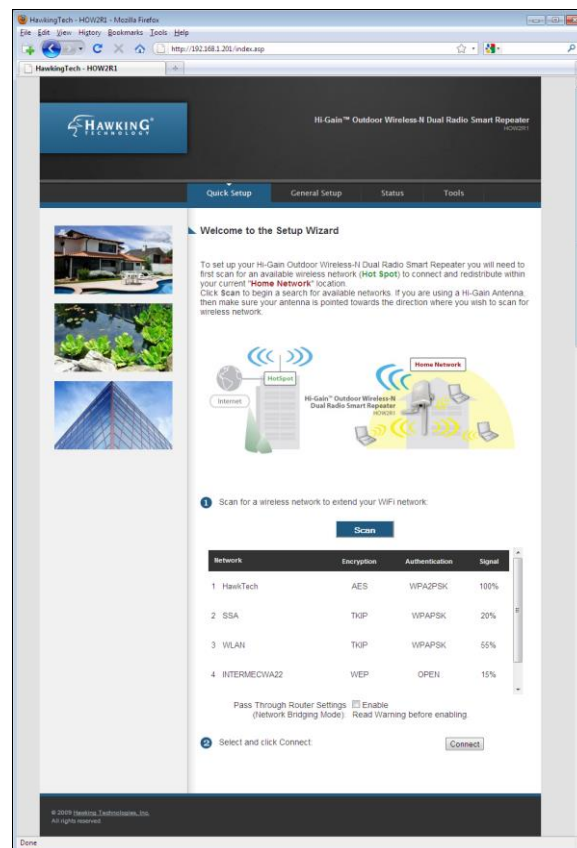 HawkingTech - HOW2R1 - Mozilla Firefox
File Edit View History Bookmarks Tools Help
http://192.168.1.201/index.asp
HawkingTech - HOW2R1
HAWKING®
TECHNOLOGY
Hi-Gain™ Outdoor Wireless-N Dual Radio Smart Repeater
HOW2R1
Quick Setup General Setup Status Tools
Welcome to the Setup Wizard
To set up your Hi-Gain Outdoor Wireless-N Dual Radio Smart Repeater you will need to
first scan for an available wireless network (Hot Spot) to connect and redistribute within
your current "Home Network" location.
Click Scan to begin a search for available networks. If you are using a Hi-Gain Antenna,
then make sure your antenna is pointed towards the direction where you wish to scan for
wireless network.
Home Network
HotSpot
Internet
Hi-Gain™ Outdoor Wireless-N
Dual Radio Smart Repeater
HOW2R1
1 Scan for a wireless network to extend your WiFi network:
Scan
Network Encryption Authentication Signal
1 HawkTech AES WPA2PSK 100%
2 SSA TKIP WPAPSK 20%
3 WLAN TKIP WPAPSK 55%
4 INTERMECWA22 WEP OPEN 15%
Pass Through Router Settings Enable
(Network Bridging Mode): Read Warning before enabling
2 Select and click Connect Connect
© 2009 Hawking Technologies, Inc.
All rights reserved
Done